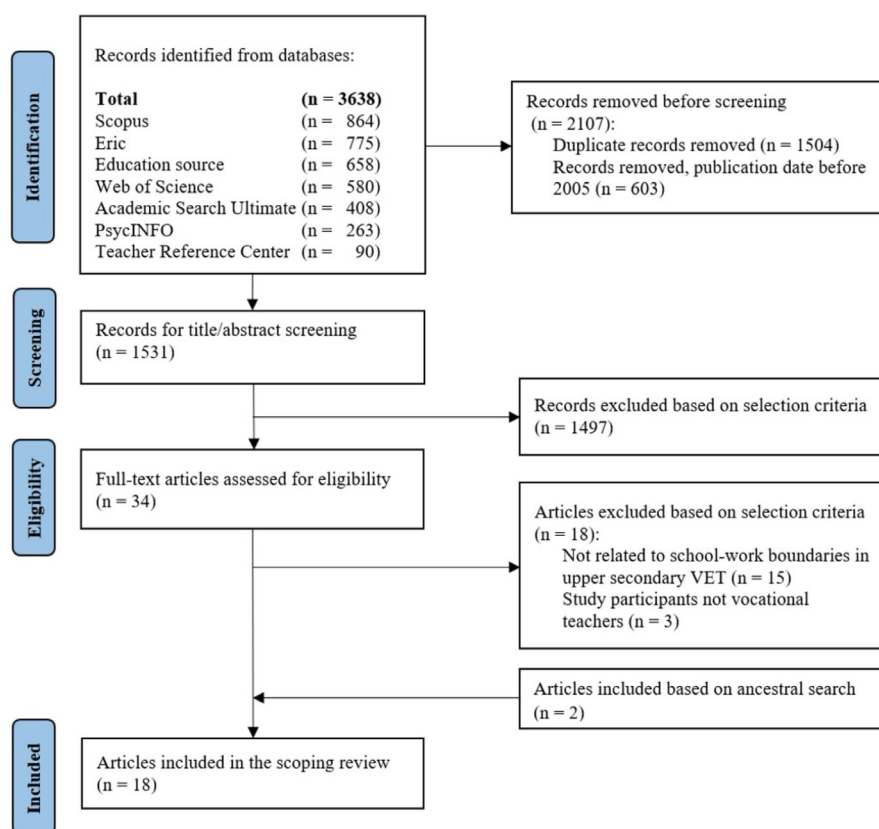 Identification
Records identified from databases:
Total (n = 3638)
Scopus (n = 864)
Eric (n = 775)
Education source (n = 658)
Web of Science (n = 580)
Academic Search Ultimate (n = 408)
PsycINFO (n = 263)
Teacher Reference Center (n = 90)
Records removed before screening
(n = 2107):
Duplicate records removed (n = 1504)
Records removed, publication date before
2005 (n = 603)
Screening
Records for title/abstract screening
(n = 1531)
Records excluded based on selection criteria
(n = 1497)
Eligibility
Full-text articles assessed for eligibility
(n = 34)
Articles excluded based on selection criteria
(n = 18):
Not related to school-work boundaries in
upper secondary VET (n = 15)
Study participants not vocational
teachers (n = 3)
Articles included based on ancestral search
(n = 2)
Included
Articles included in the scoping review
(n = 18)